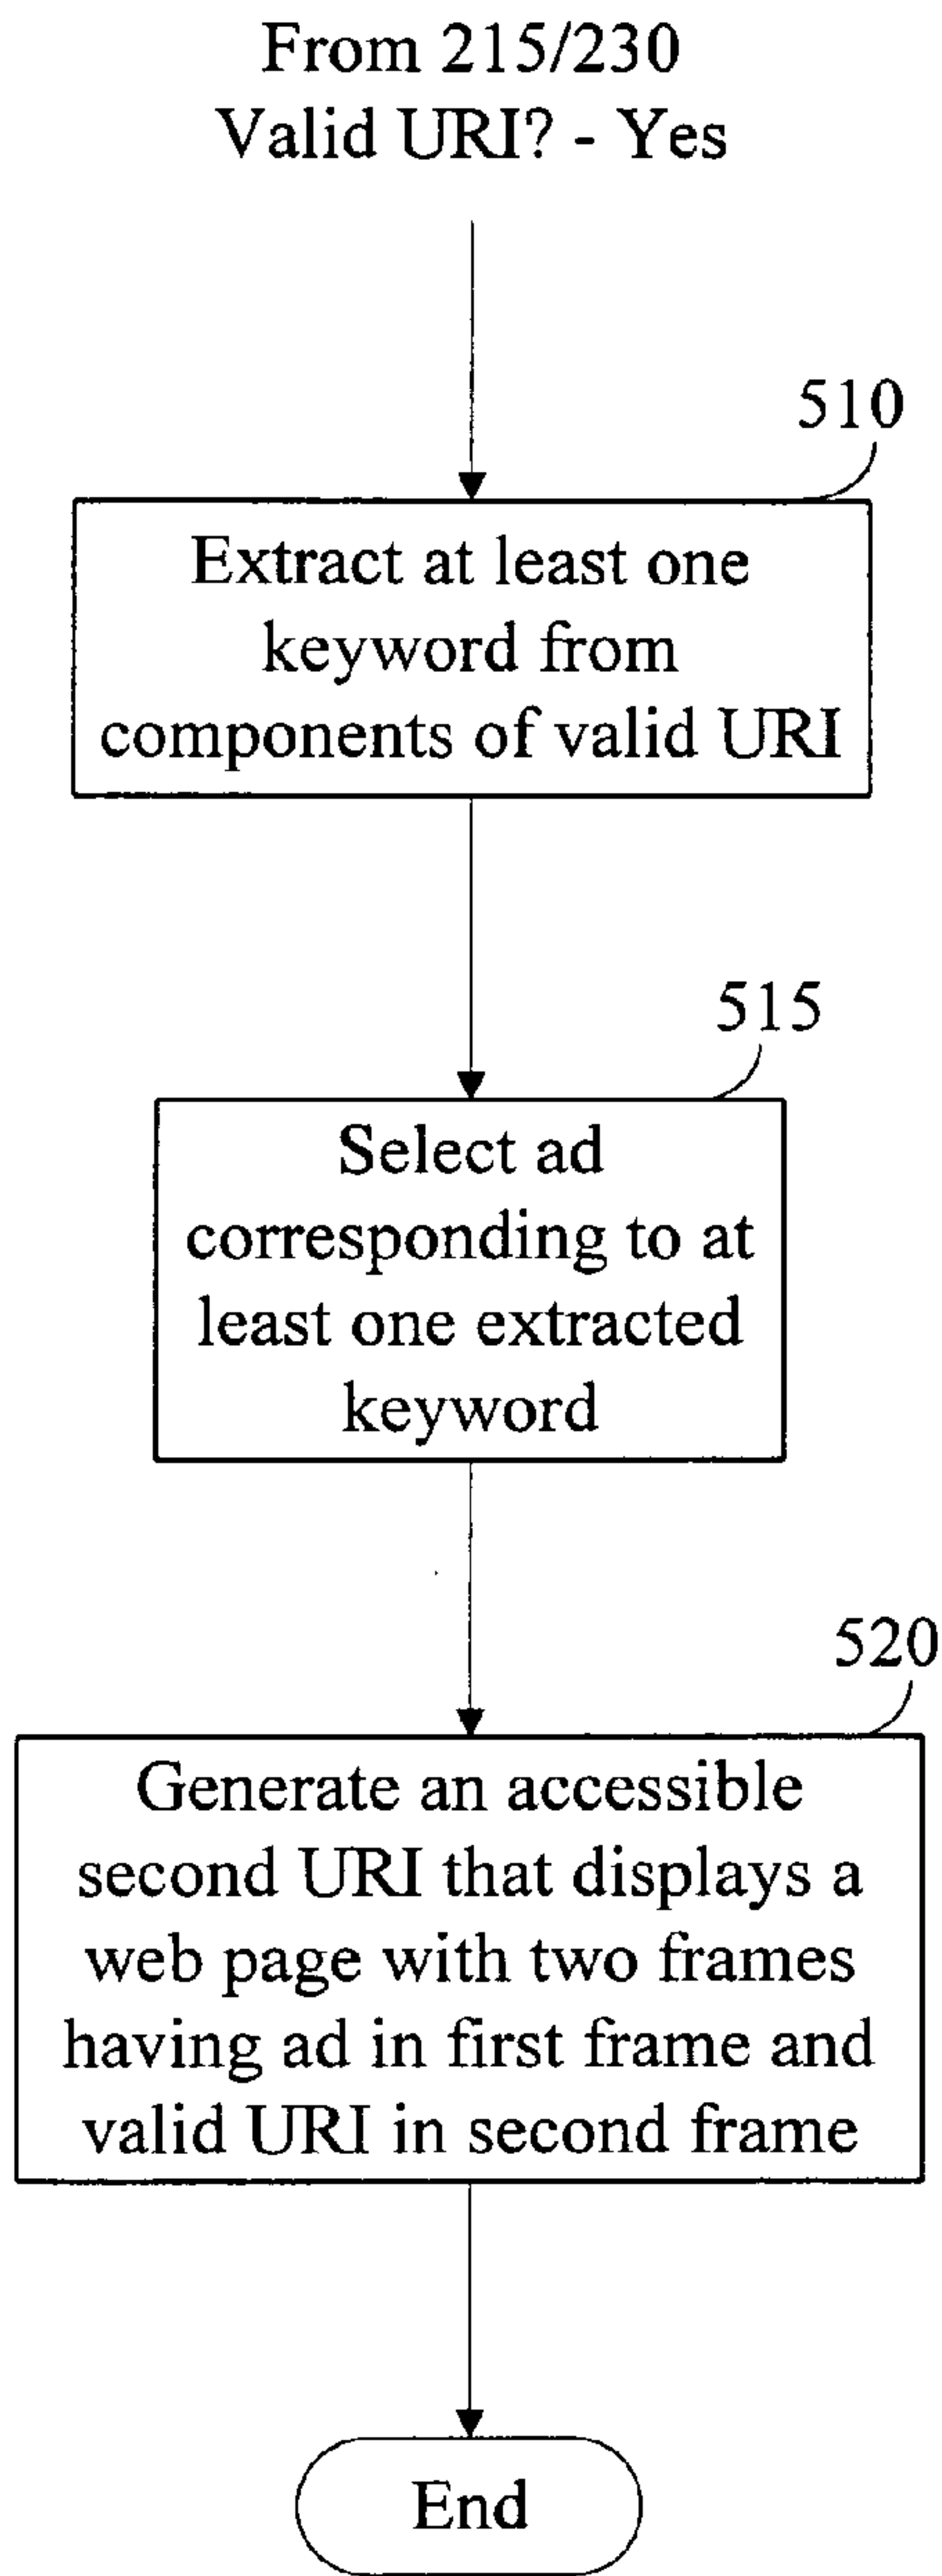 From 215/230
Valid URI? - Yes
510
Extract at least one
keyword from
components of valid URI
515
Select ad
corresponding to at
least one extracted
keyword
520
Generate an accessible
second URI that displays a
web page with two frames
having ad in first frame and
valid URI in second frame
End